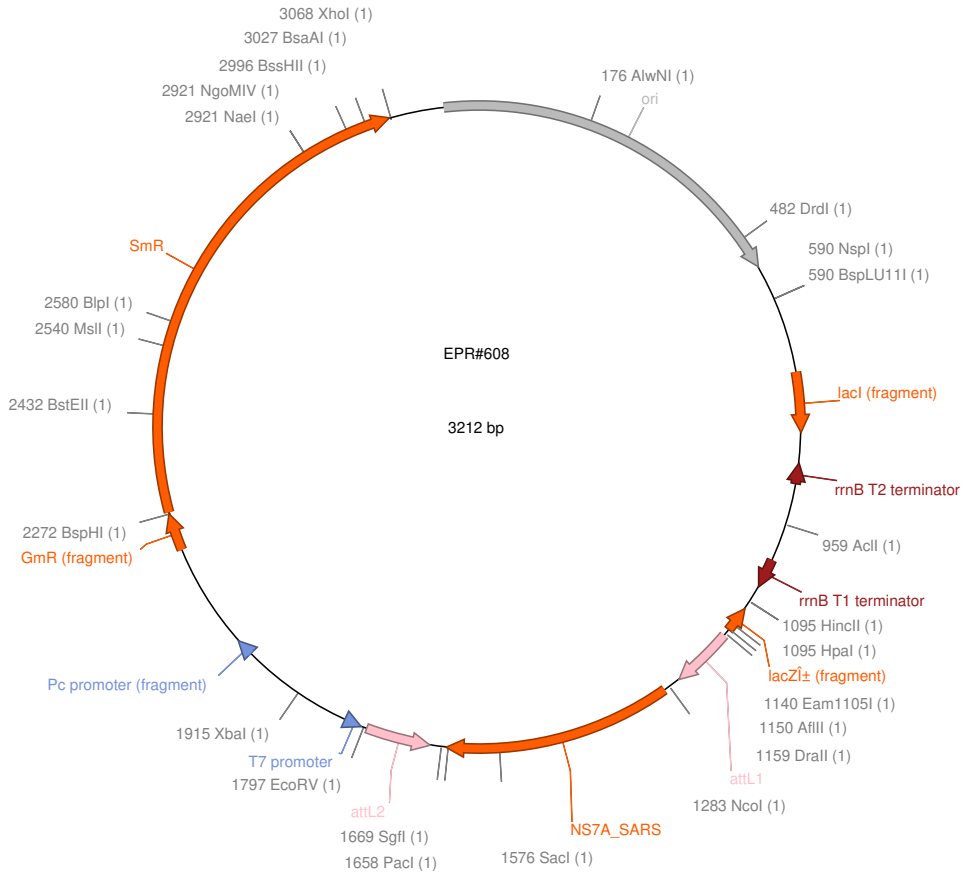 3068 XhoI (1)
3027 BsaAI (1)
2996 BssHII (1)
2921 NgoMIV (1)
2921 NaeI (1)
176 AlwNI (1)
ori
482 DrdI (1)
590 NspI (1)
590 BspLU11I (1)
SmR
2580 BlpI (1)
2540 MslI (1)
2432 BstEII (1)
EPR#608
3212 bp
lacI (fragment)
rrnB T2 terminator
2272 BspHI (1)
GmR (fragment)
959 AclI (1)
rrnB T1 terminator
1095 HincII (1)
1095 HpaI (1)
lacZÎ± (fragment)
Pc promoter (fragment)
1140 Eam1105I (1)
1150 AflII (1)
1159 DraII (1)
1915 XbaI (1)
T7 promoter
1797 EcoRV (1)
attL1
1283 NcoI (1)
attL2
NS7A_SARS
1669 SgfI (1)
1658 PacI (1)
1576 SacI (1)